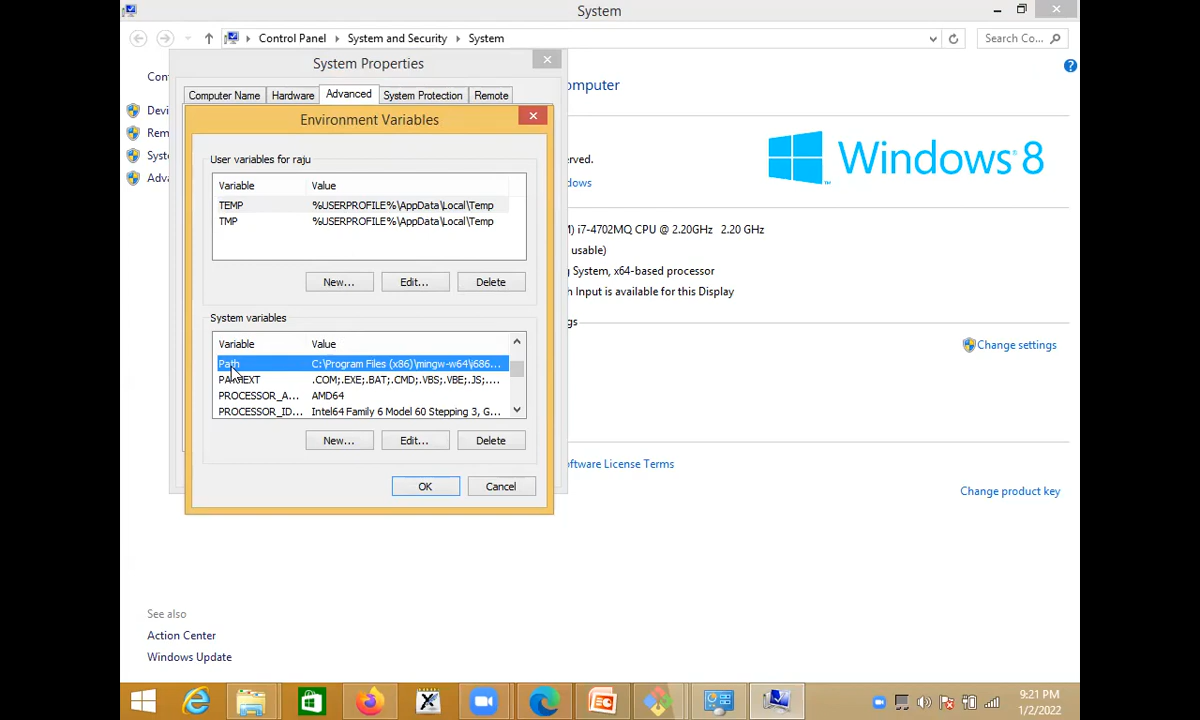 System
Control Panel System and Security System
Search Co...
System Properties
Con
omputer
Computer Name Hardware Advanced System Protection Remote
Devi
Environment Variables
Rem
Syste
Adva
User variables for raju
erved.
Windows 8
dows
Variable Value
TEMP %USERPROFILE%\AppData\Local\Temp
TMP %USERPROFILE%\AppData\Local\Temp
M) i7-4702MQ CPU @ 2.20GHz 2.20 GHz
usable)
g System, x64-based processor
New... Edit... Delete
h Input is available for this Display
System variables
gs
Variable Value
Change settings
Path C:\Program Files (x86)\mingw-w64\i686...
PATHEXT .COM;.EXE;.BAT;.CMD;.VBS;.VBE;.JS;....
PROCESSOR_A... AMD64
PROCESSOR_ID... Intel64 Family 6 Model 60 Stepping 3, G...
New... Edit... Delete
oftware License Terms
OK Cancel
Change product key
See also
Action Center
Windows Update
9:21 PM
1/2/2022